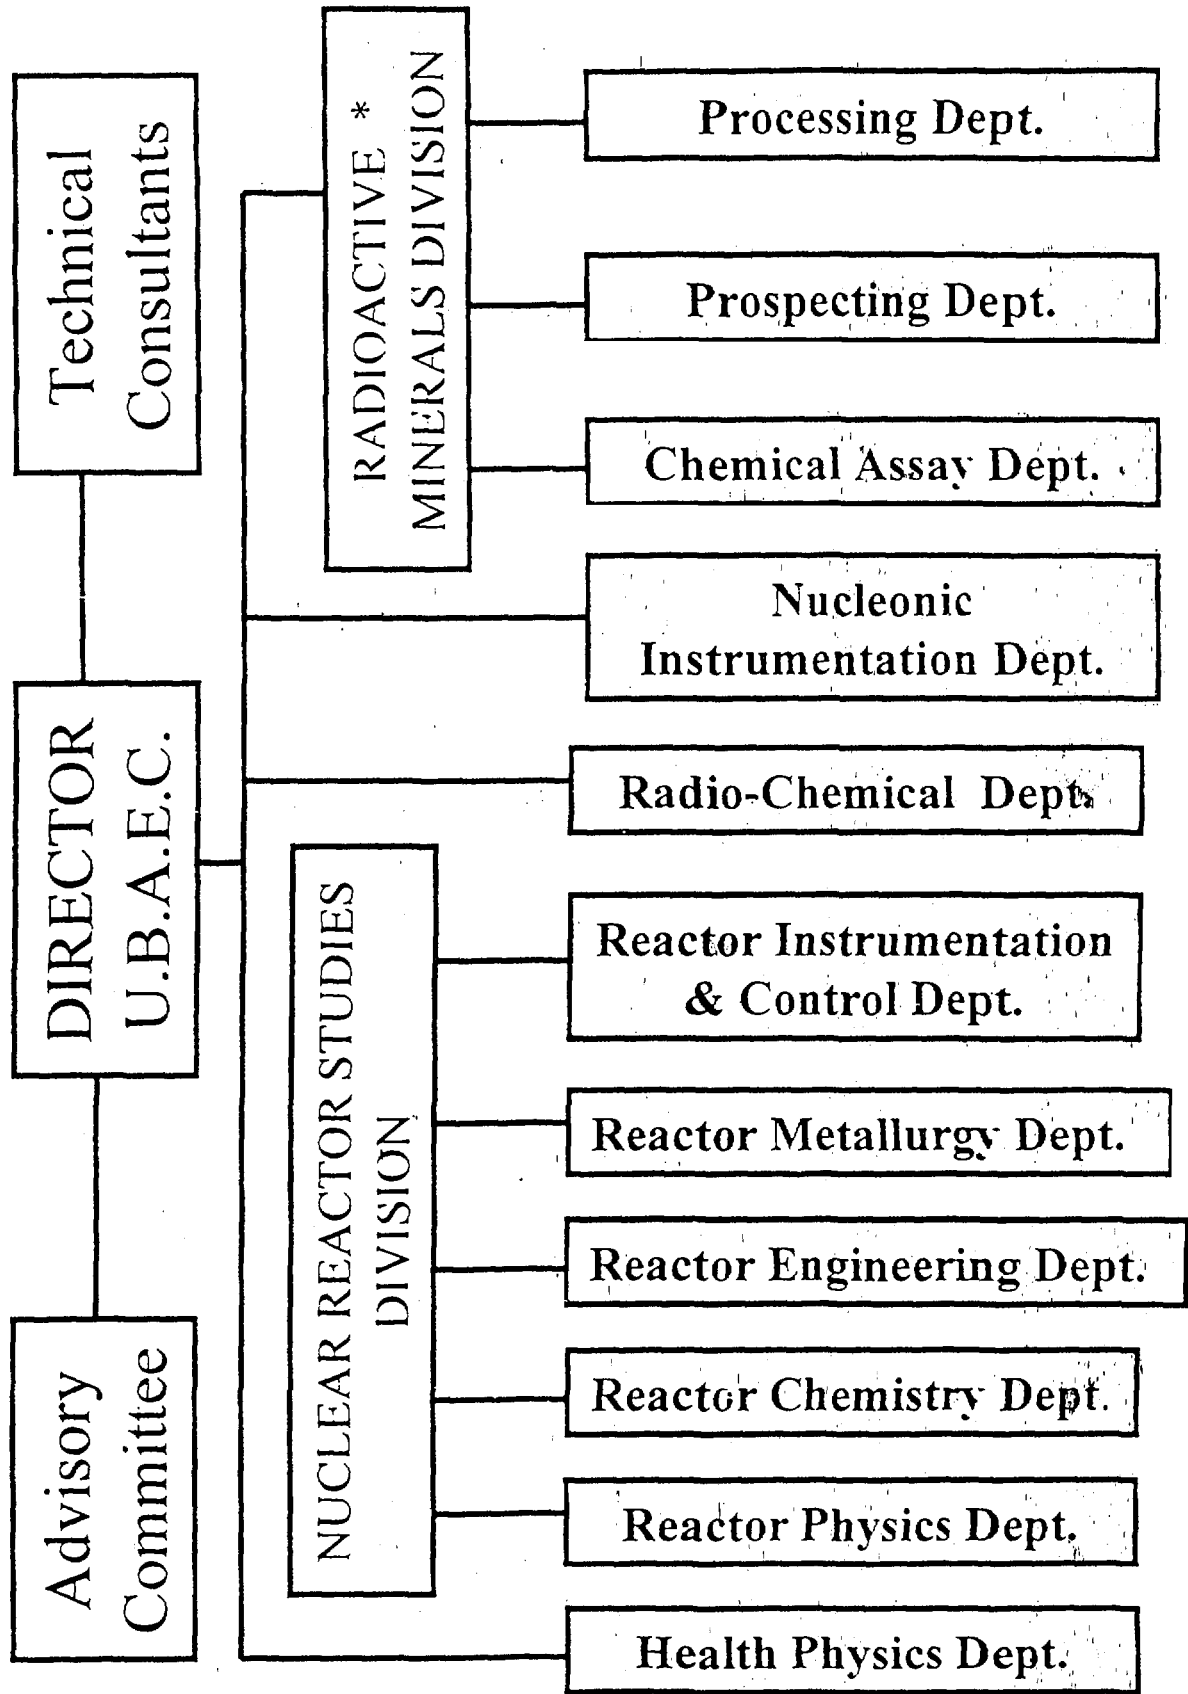 Technical
Consultants
DIRECTOR
U.B.A.E.C.
Advisory
Committee
RADIOACTIVE *
MINERALS DIVISION
Processing Dept.
Prospecting Dept.
Chemical Assay Dept.
Nucleonic
Instrumentation Dept.
Radio-Chemical Dept.
NUCLEAR REACTOR STUDIES
DIVISION
Reactor Instrumentation
& Control Dept.
Reactor Metallurgy Dept.
Reactor Engineering Dept.
Reactor Chemistry Dept.
Reactor Physics Dept.
Health Physics Dept.